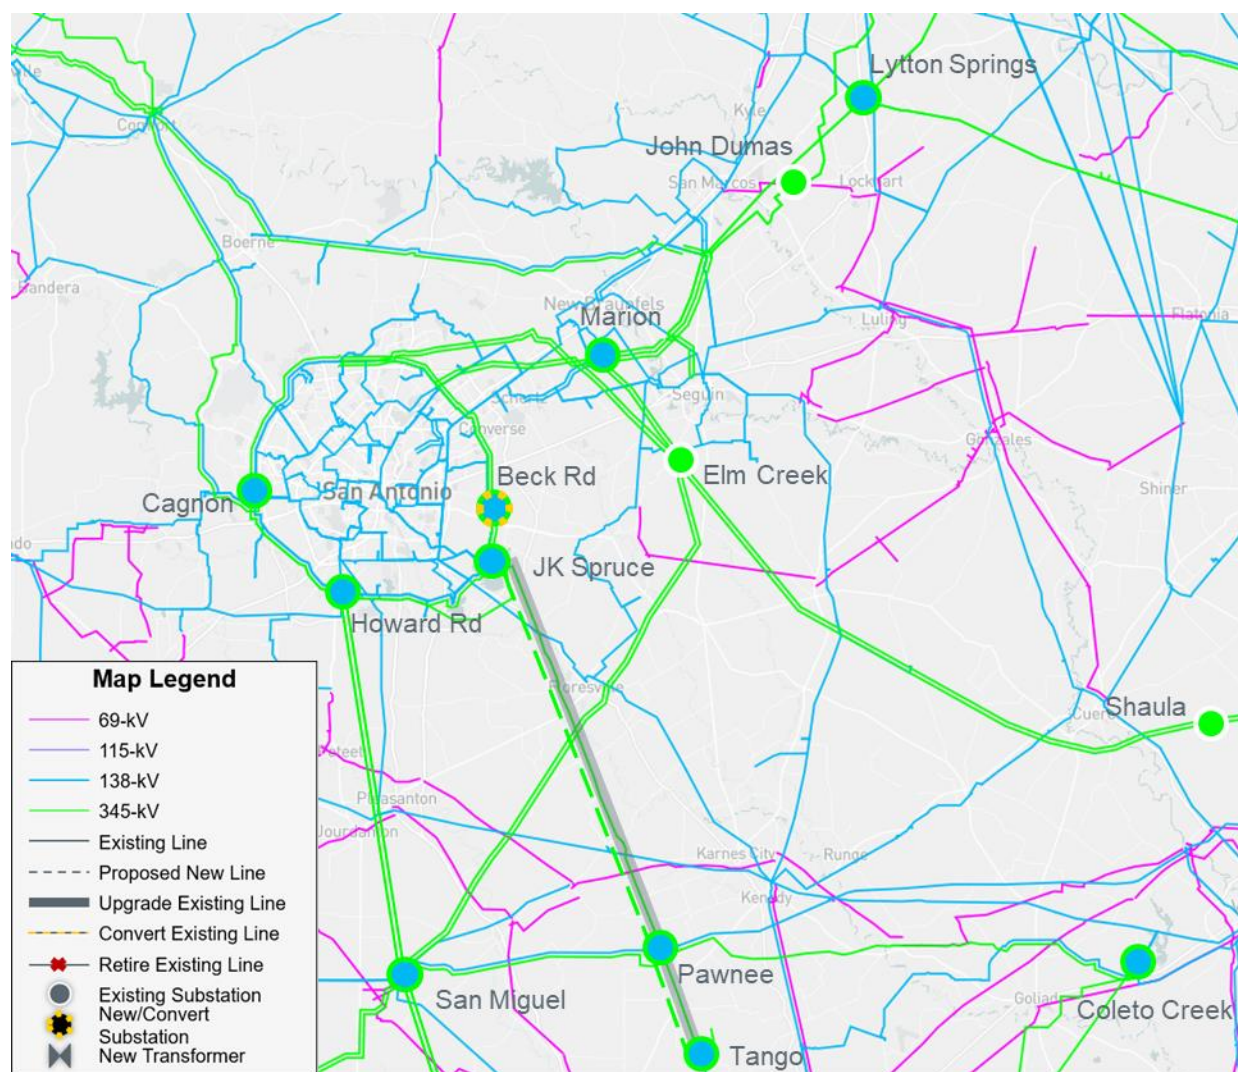 Lytton Springs
Kyle
John Dumas
San Marcos
Lockhart
Boerne
Bandera
New Braunfels
Marion
Luling
Flatonia
Schertz
Seguin
Converse
Gonzales
Beck Rd
Elm Creek
Shiner
Cagnon
San Antonio
JK Spruce
Howard Rd
Floresville
Shaula
Cuero
Map Legend
69-kV
115-kV
138-kV
345-kV
Existing Line
Proposed New Line
Upgrade Existing Line
Convert Existing Line
Retire Existing Line
Existing Substation
New/Convert
Substation
New Transformer
Poteet
Pleasanton
Jourdanton
Karnes City
Runge
Kenedy
Pawnee
San Miguel
Goliad
Coleto Creek
Tango